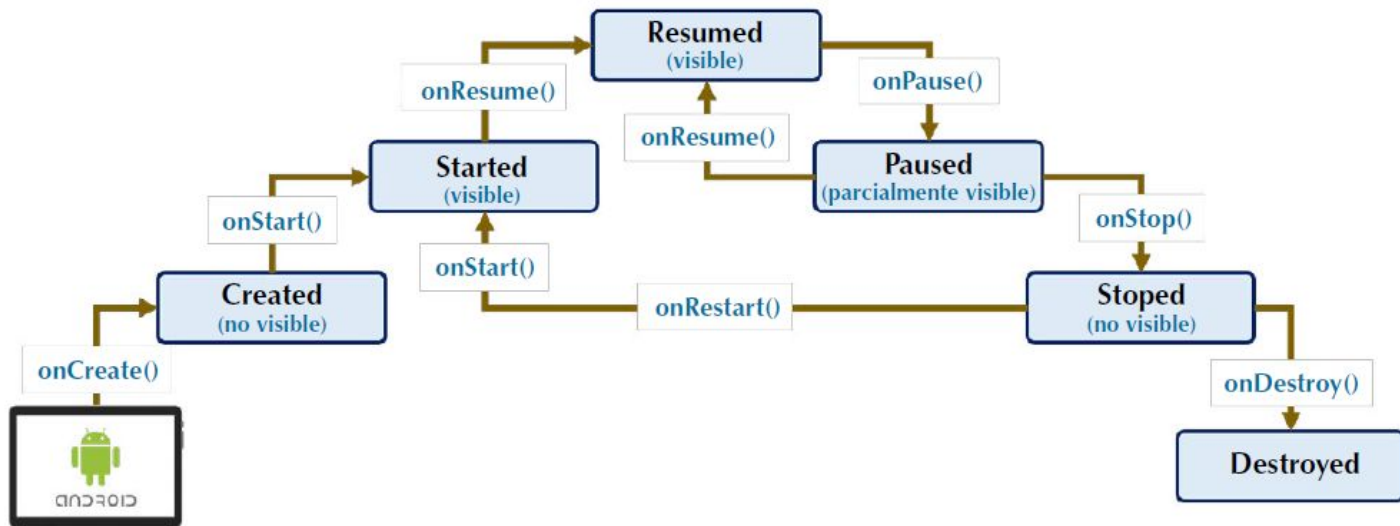 Resumed
(visible)
onResume()
onPause()
onResume()
Started
(visible)
Paused
(parcialmente visible)
onStart()
onStop()
onStart()
Created
(no visible)
onRestart()
Stoped
(no visible)
onCreate()
onDestroy()
Destroyed
ANDROID